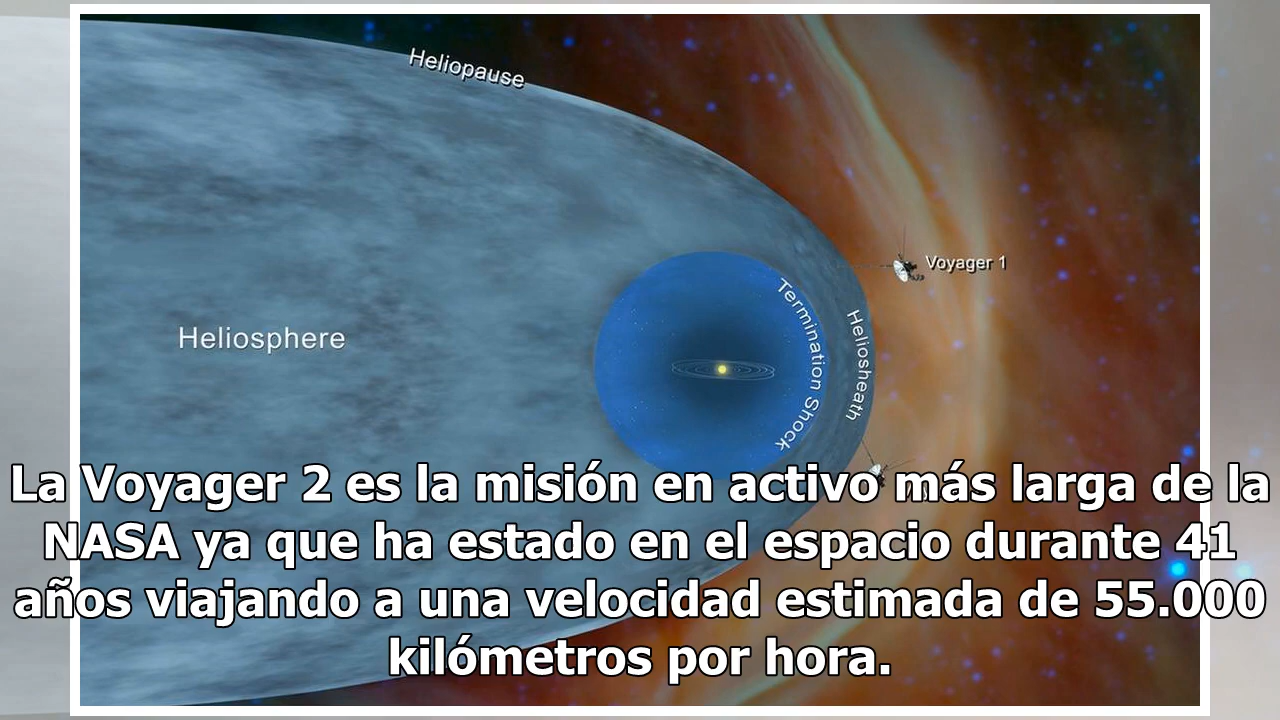 Heliopause
Voyager 1
Termination Shock
Heliosheath
Heliosphere
La Voyager 2 es la misión en activo más larga de la
NASA ya que ha estado en el espacio durante 41
años viajando a una velocidad estimada de 55.000
kilómetros por hora.